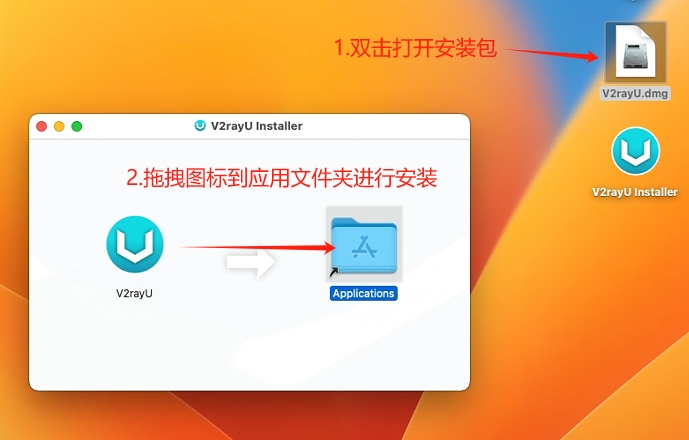 1.双击打开安装包
V2rayU.dmg
V2rayU Installer
V2rayU Installer
2.拖拽图标到应用文件夹进行安装
V2rayU
Applications